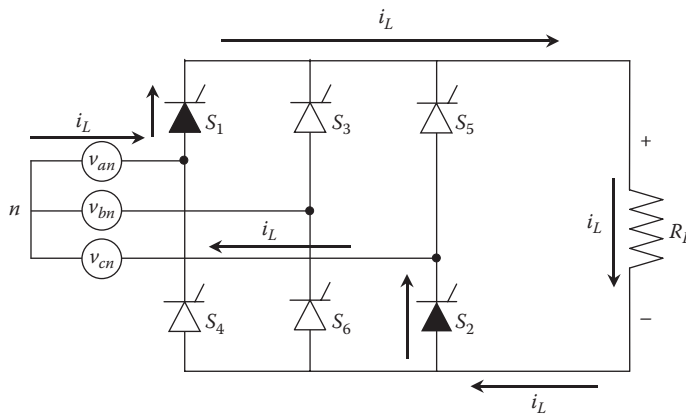 i_L
i_L
S_1
S_3
S_5
v_an
+
n
v_bn
i_L
i_L
R_L
v_cn
S_4
S_6
S_2
−
i_L